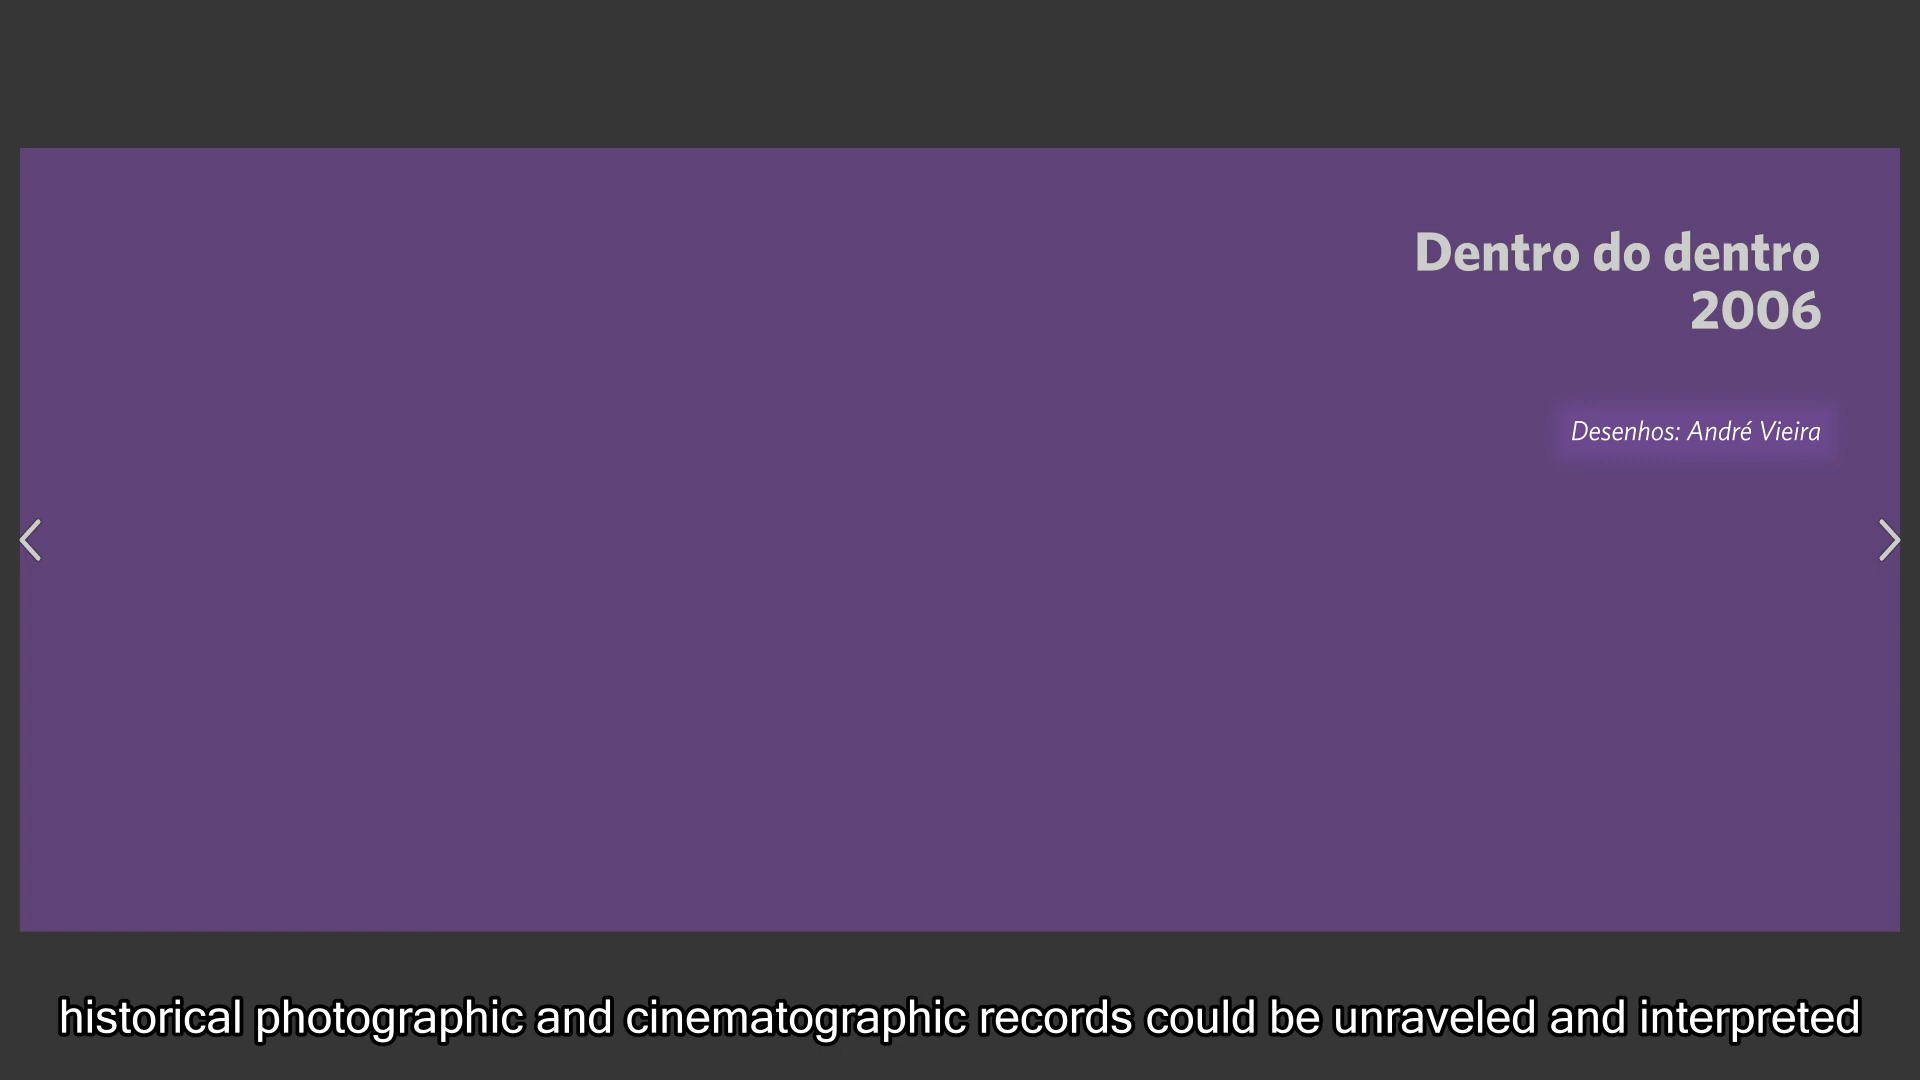 Dentro do dentro
2006
Desenhos: André Vieira
historical photographic and cinematographic records could be unraveled and interpreted